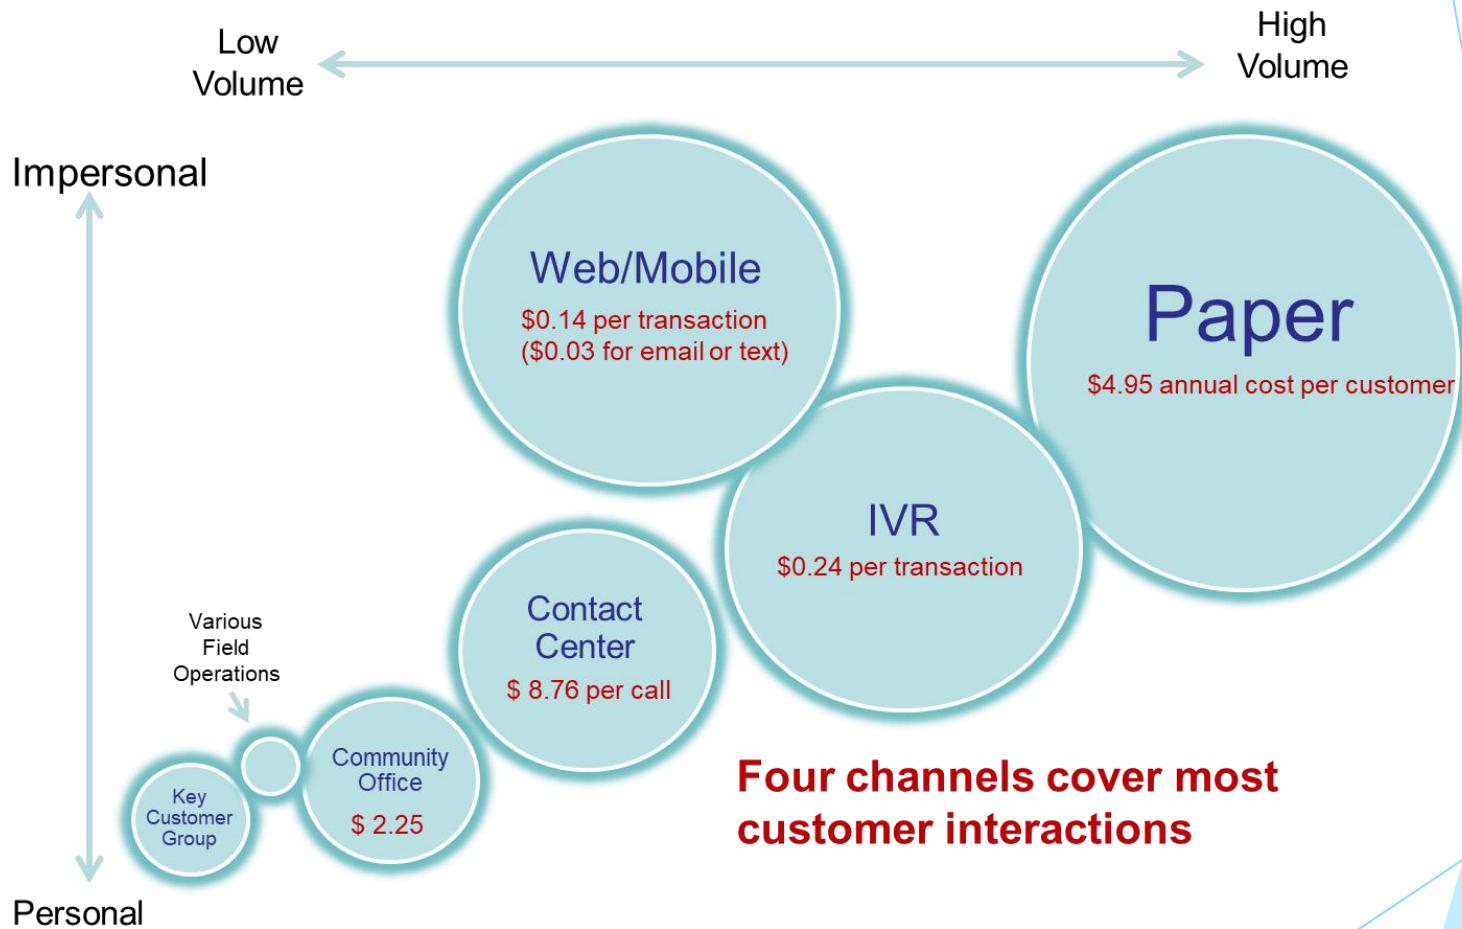 Low
Volume
High
Volume
Impersonal
Web/Mobile
$0.14 per transaction
($0.03 for email or text)
Paper
$4.95 annual cost per customer
IVR
$0.24 per transaction
Contact
Center
$ 8.76 per call
Various
Field
Operations
Community
Office
$ 2.25
Key
Customer
Group
Four channels cover most
customer interactions
Personal